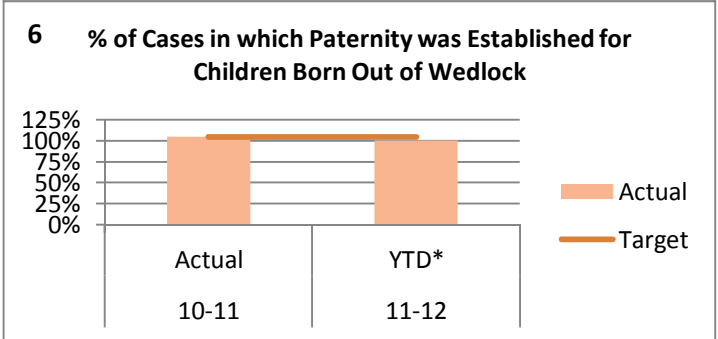 6 % of Cases in which Paternity was Established for
Children Born Out of Wedlock
125%
100%
75%
50%
25%
0%
Actual YTD*
10-11 11-12
Actual
Target